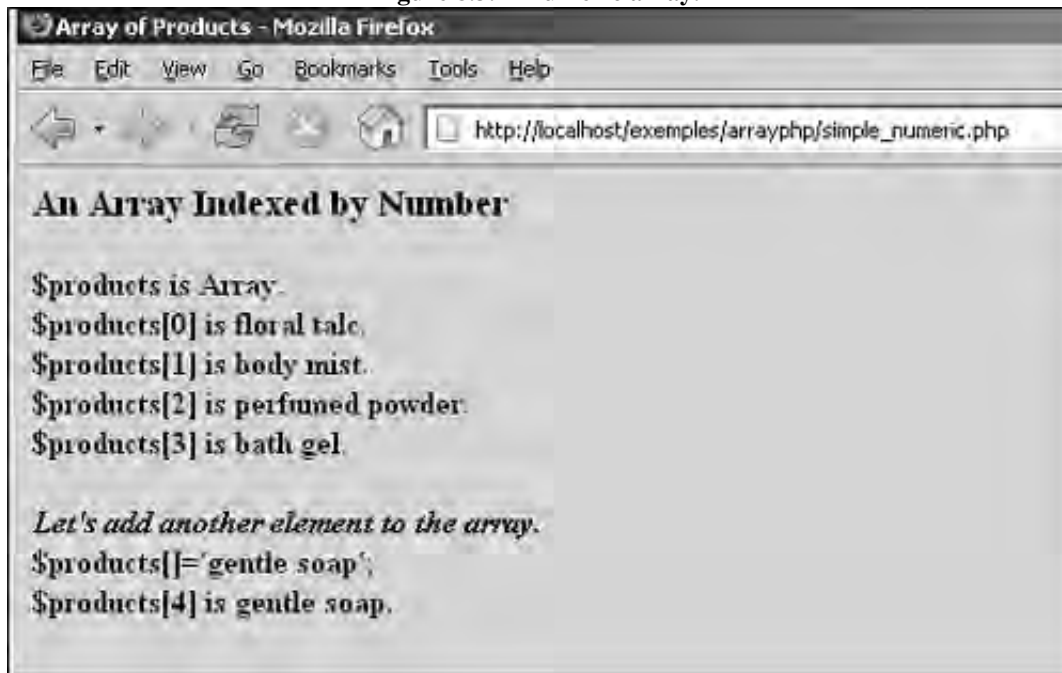 Array of Products - Mozilla Firefox
File Edit View Go Bookmarks Tools Help
http://localhost/exemples/arrayphp/simple_numeric.php
An Array Indexed by Number
$products is Array.
$products[0] is floral talc.
$products[1] is body mist.
$products[2] is perfumed powder.
$products[3] is bath gel.
Let's add another element to the array.
$products[]='gentle soap';
$products[4] is gentle soap.